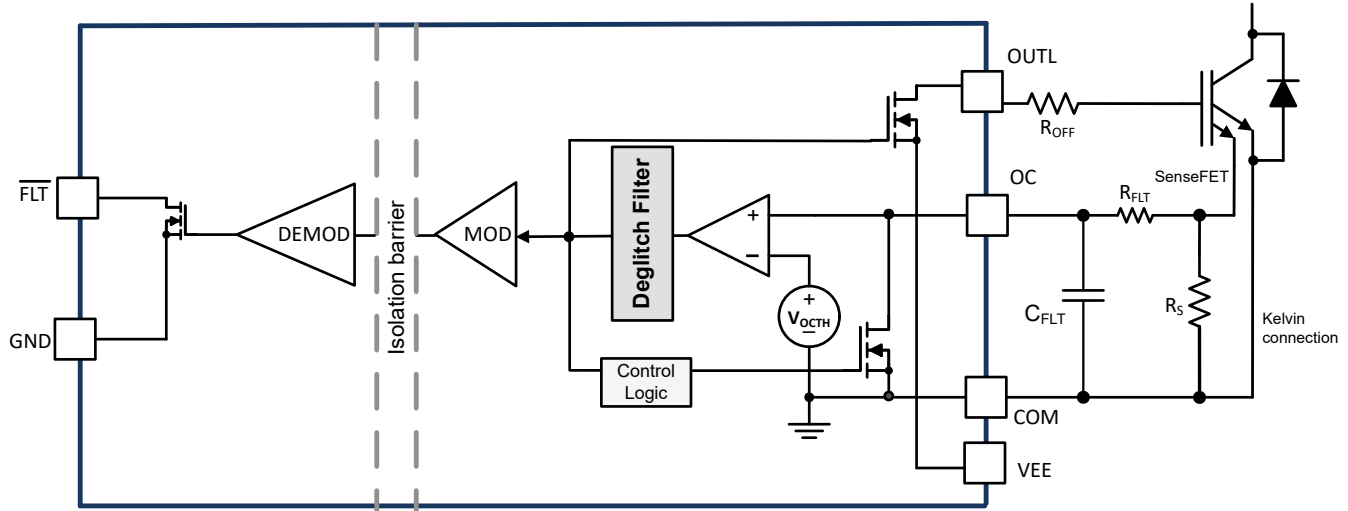 OUTL
R_OFF
FLT
OC
SenseFET
R_FLT
DEMOD
Isolation barrier
MOD
Deglitch Filter
+
−
+
V_OCTH
−
C_FLT
R_S
GND
Kelvin
connection
Control
Logic
COM
VEE